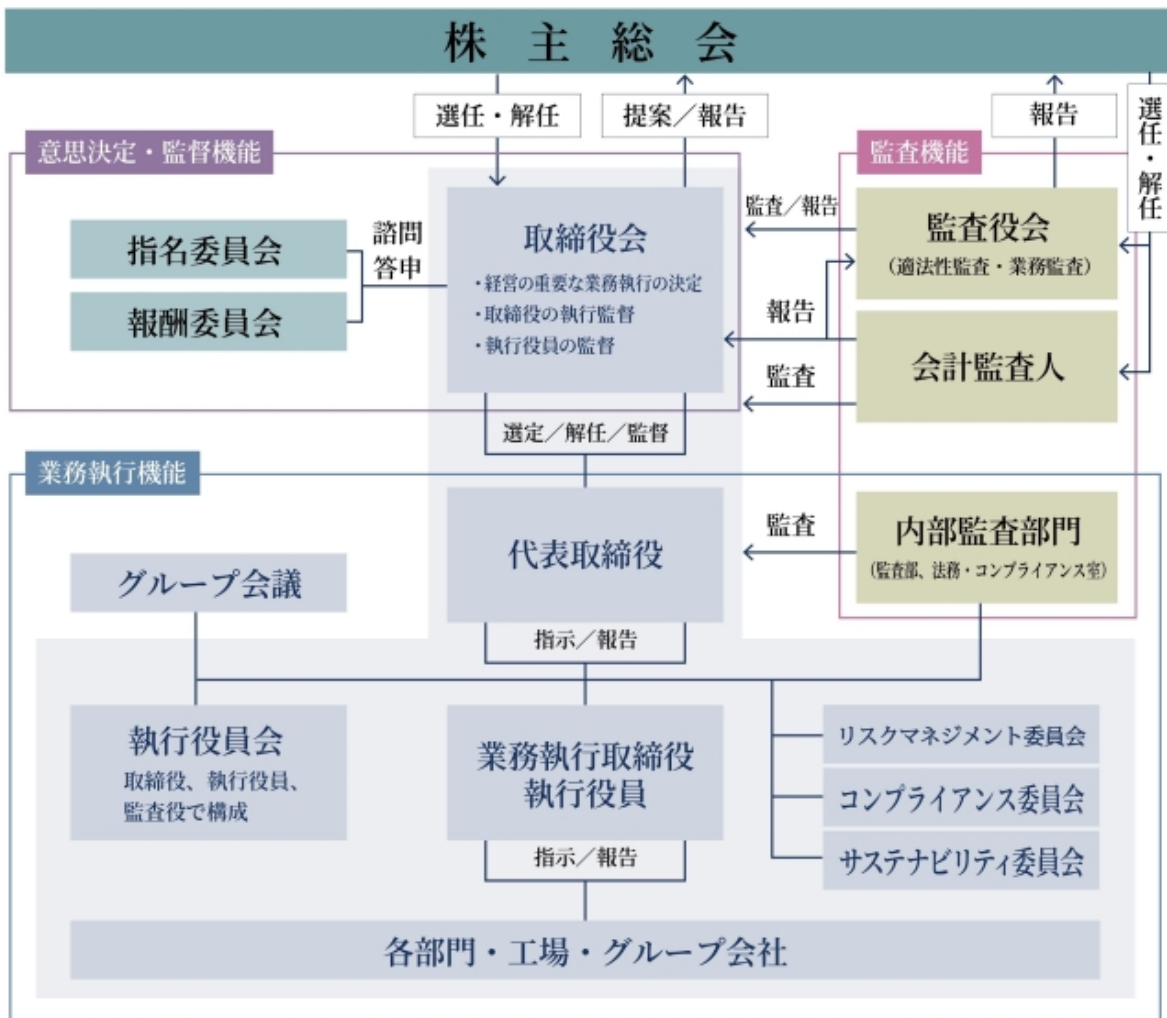 株主総会
選任・解任
提案／報告
報告
選任・解任
意思決定・監督機能
監査機能
指名委員会
報酬委員会
諮問
答申
取締役会
・経営の重要な業務執行の決定
・取締役の執行監督
・執行役員の監督
監査／報告
報告
監査
監査役会
（適法性監査・業務監査）
会計監査人
選定／解任／監督
業務執行機能
代表取締役
監査
内部監査部門
（監査部、法務・コンプライアンス室）
グループ会議
指示／報告
執行役員会
取締役、執行役員、
監査役で構成
業務執行取締役
執行役員
リスクマネジメント委員会
コンプライアンス委員会
サステナビリティ委員会
指示／報告
各部門・工場・グループ会社